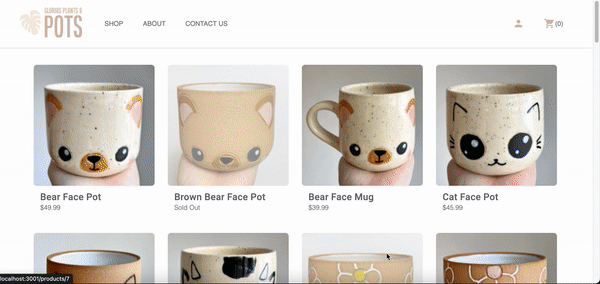 GLORIOUS PLANTS &
POTS
SHOP
ABOUT
CONTACT US
(0)
Bear Face Pot
$49.99
Brown Bear Face Pot
Sold Out
Bear Face Mug
$39.99
Cat Face Pot
$45.99
localhost:3001/products/7